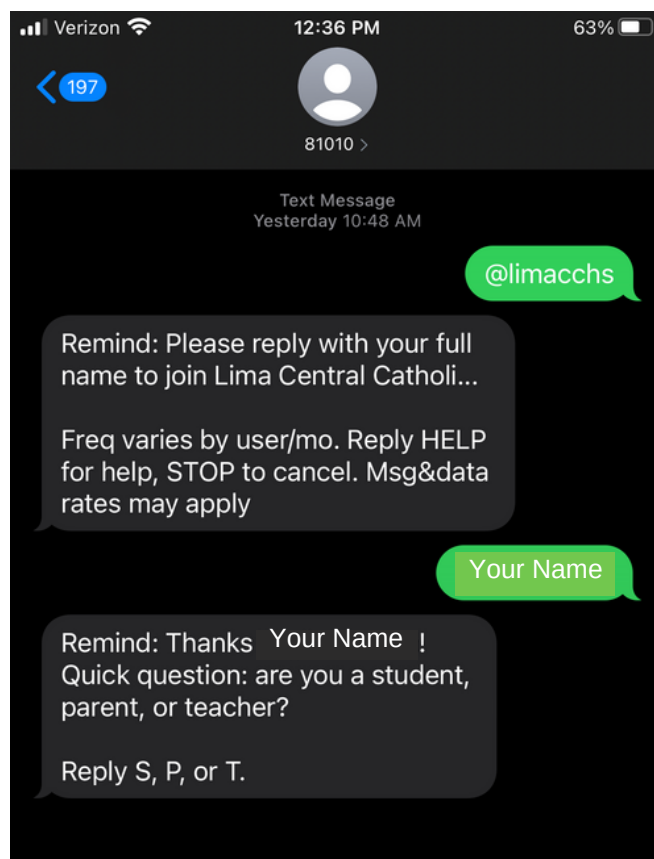 Verizon 12:36 PM 63%
197
81010 >
Text Message
Yesterday 10:48 AM
@limacchs
Remind: Please reply with your full
name to join Lima Central Catholi...
Freq varies by user/mo. Reply HELP
for help, STOP to cancel. Msg&data
rates may apply
Your Name
Remind: Thanks Your Name !
Quick question: are you a student,
parent, or teacher?
Reply S, P, or T.